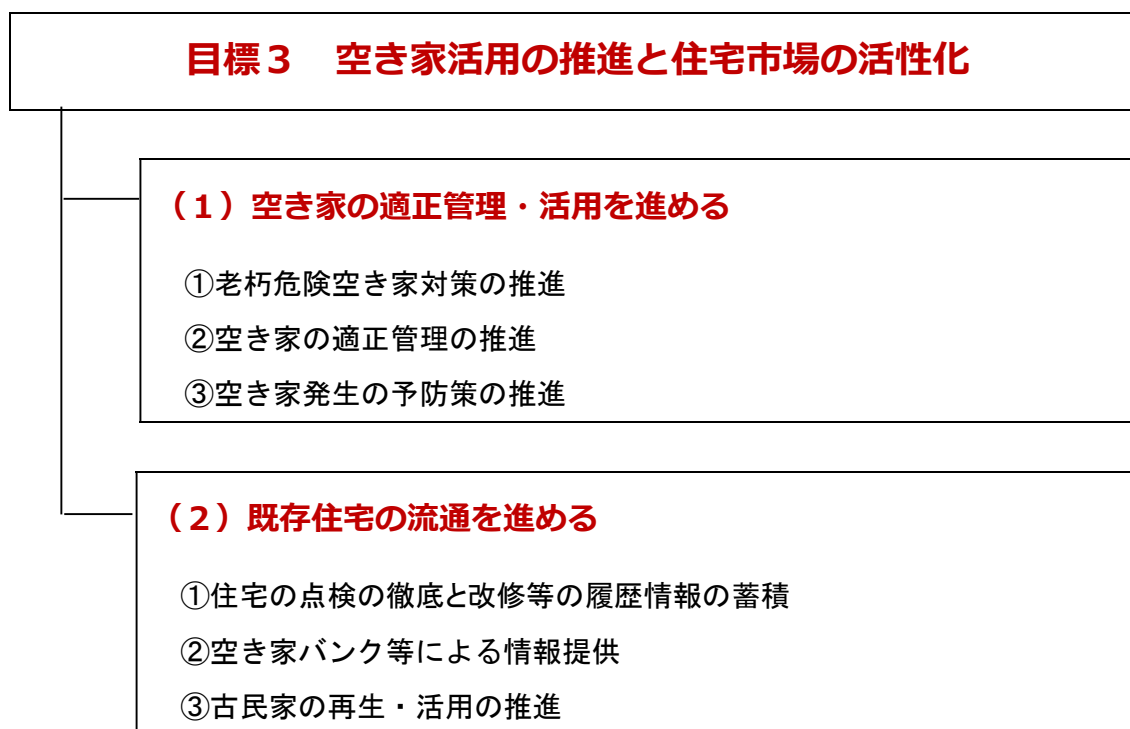 目標３　空き家活用の推進と住宅市場の活性化
（１）空き家の適正管理・活用を進める
①老朽危険空き家対策の推進
②空き家の適正管理の推進
③空き家発生の予防策の推進
（２）既存住宅の流通を進める
①住宅の点検の徹底と改修等の履歴情報の蓄積
②空き家バンク等による情報提供
③古民家の再生・活用の推進